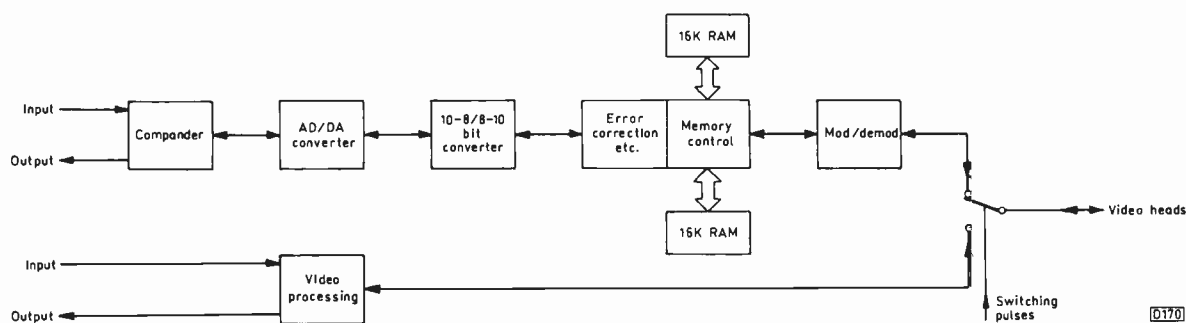 16K RAM
Input
Output
Compander
AD/DA
converter
10-8/8-10
bit
converter
Error
correction
etc.
Memory
control
Mod/demod
16K RAM
Video heads
Input
Output
Video
processing
Switching
pulses
D170